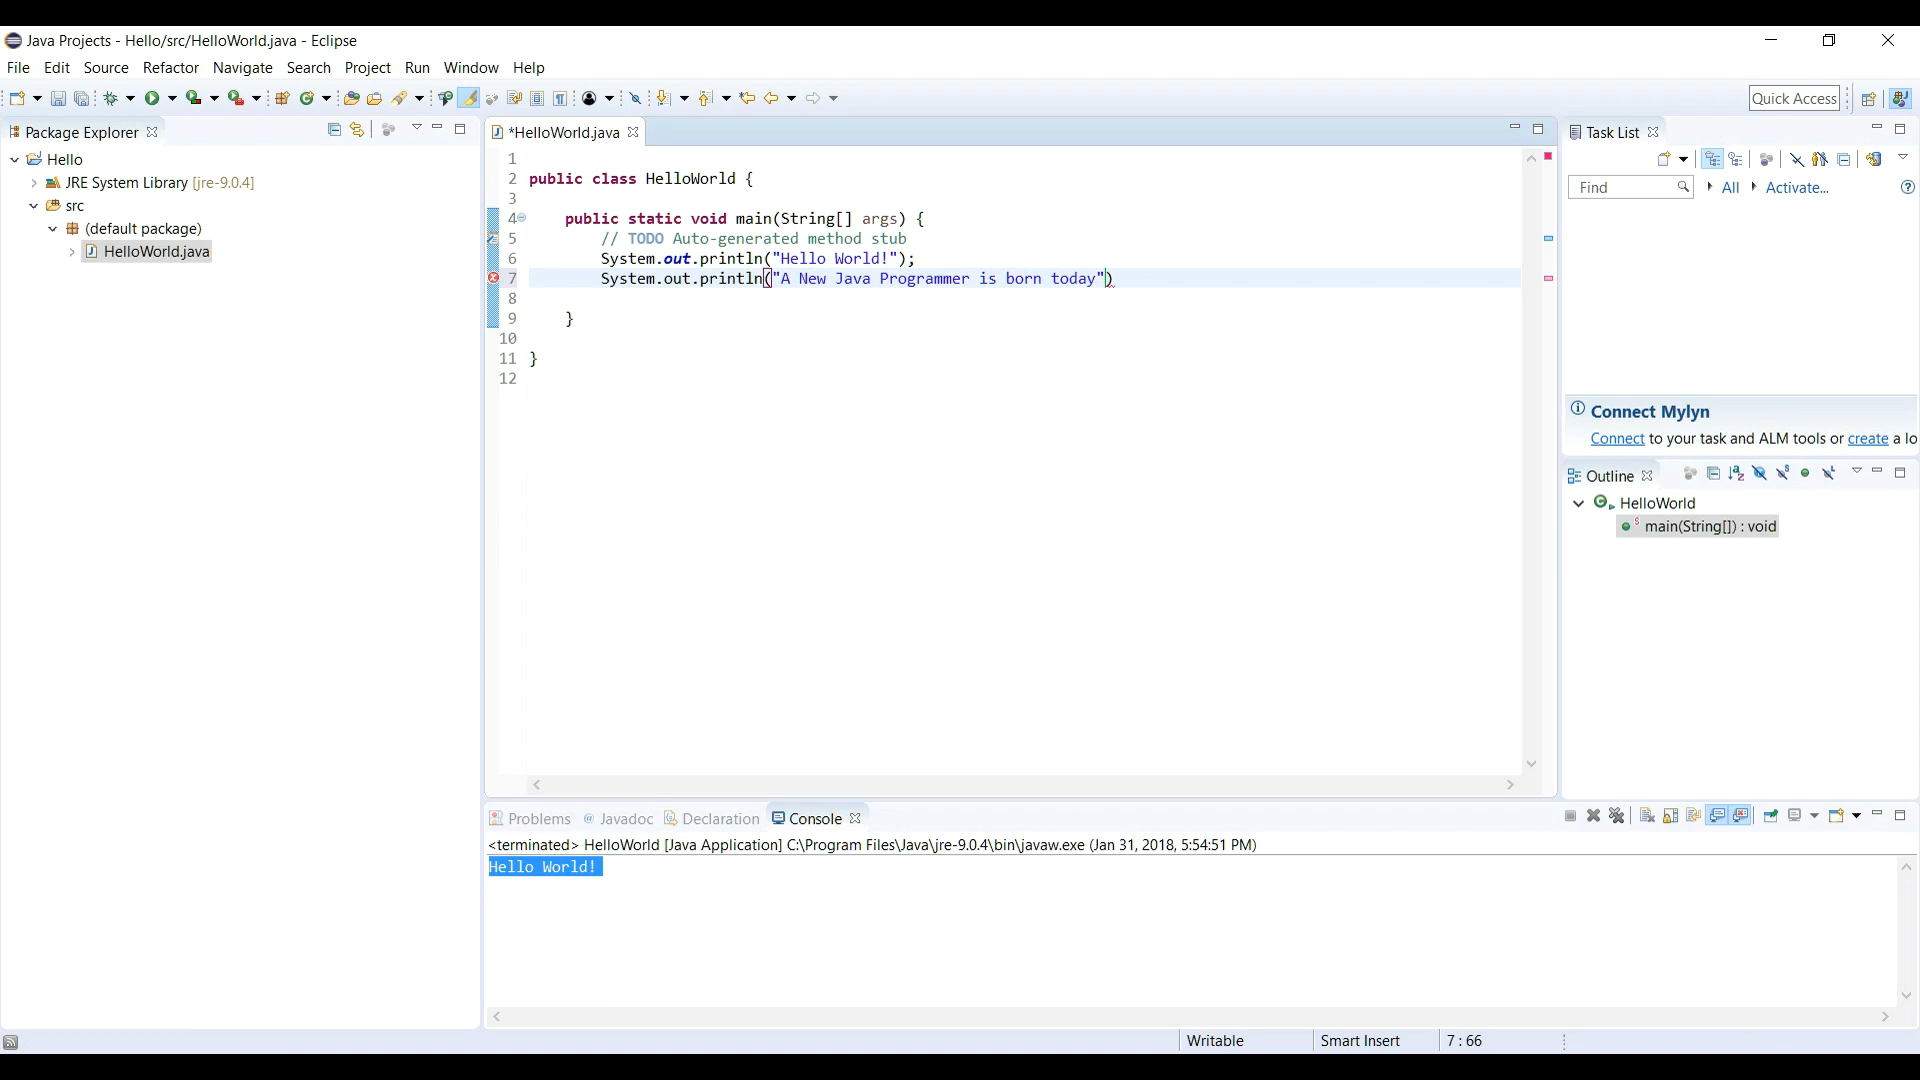 Java Projects - Hello/src/HelloWorld.java - Eclipse
File Edit Source Refactor Navigate Search Project Run Window Help
Quick Access
Package Explorer
Hello
JRE System Library [jre-9.0.4]
src
(default package)
HelloWorld.java
*HelloWorld.java
1
2 public class HelloWorld {
3
4 public static void main(String[] args) {
5 // TODO Auto-generated method stub
6 System.out.println("Hello World!");
7 System.out.println("A New Java Programmer is born today")
8
9 }
10
11 }
12
Task List
Find All Activate...
Connect Mylyn
Connect to your task and ALM tools or create a lo
Outline
HelloWorld
main(String[]) : void
Problems @ Javadoc Declaration Console
<terminated> HelloWorld [Java Application] C:\Program Files\Java\jre-9.0.4\bin\javaw.exe (Jan 31, 2018, 5:54:51 PM)
Hello World!
Writable Smart Insert 7 : 66